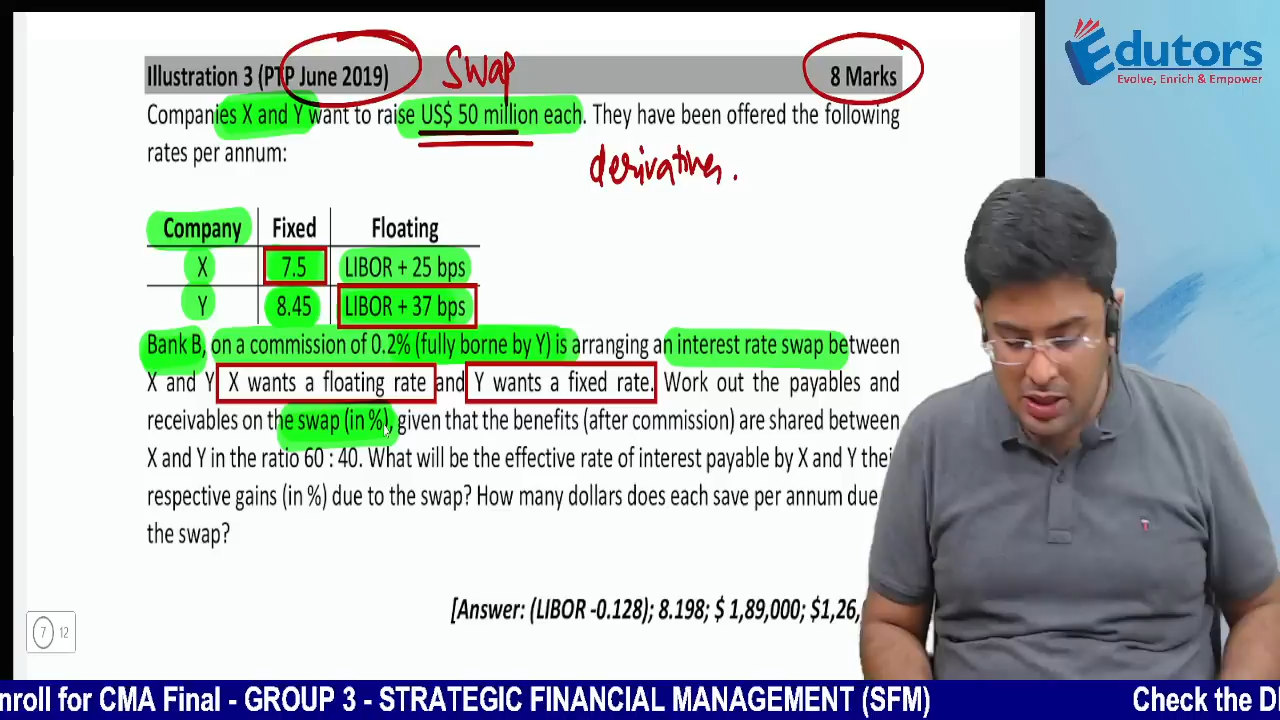 Edutors
Evolve, Enrich & Empower
Illustration 3 (PTP June 2019) Swap 8 Marks
Companies X and Y want to raise US$ 50 million each. They have been offered the following
rates per annum:
derivatives.
Company Fixed Floating
X 7.5 LIBOR + 25 bps
Y 8.45 LIBOR + 37 bps
Bank B, on a commission of 0.2% (fully borne by Y) is arranging an interest rate swap between
X and Y X wants a floating rate and Y wants a fixed rate. Work out the payables and
receivables on the swap (in %), given that the benefits (after commission) are shared between
X and Y in the ratio 60 : 40. What will be the effective rate of interest payable by X and Y thei
respective gains (in %) due to the swap? How many dollars does each save per annum due
the swap?
[Answer: (LIBOR -0.128); 8.198; $ 1,89,000; $1,26,
7 12
nroll for CMA Final - GROUP 3 - STRATEGIC FINANCIAL MANAGEMENT (SFM) Check the D